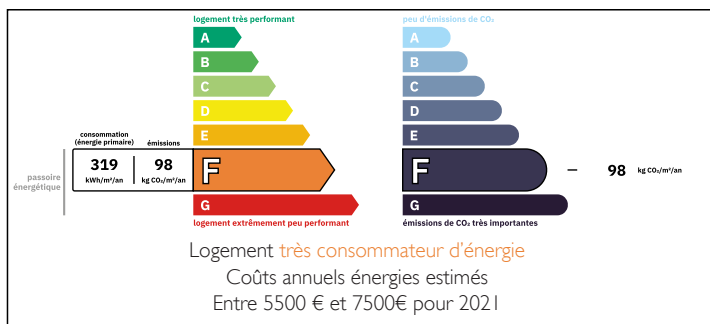 logement très performant
A
B
C
D
E
F
G
logement extrêmement peu performant
consommation
(énergie primaire)
émissions
319
kWh/m²/an
98
kg CO₂/m²/an
passoire
énergétique
peu d'émissions de CO₂
A
B
C
D
E
F
G
émissions de CO₂ très importantes
98 kg CO₂/m²/an
Logement très consommateur d'énergie
Coûts annuels énergies estimés
Entre 5500 € et 7500€ pour 2021